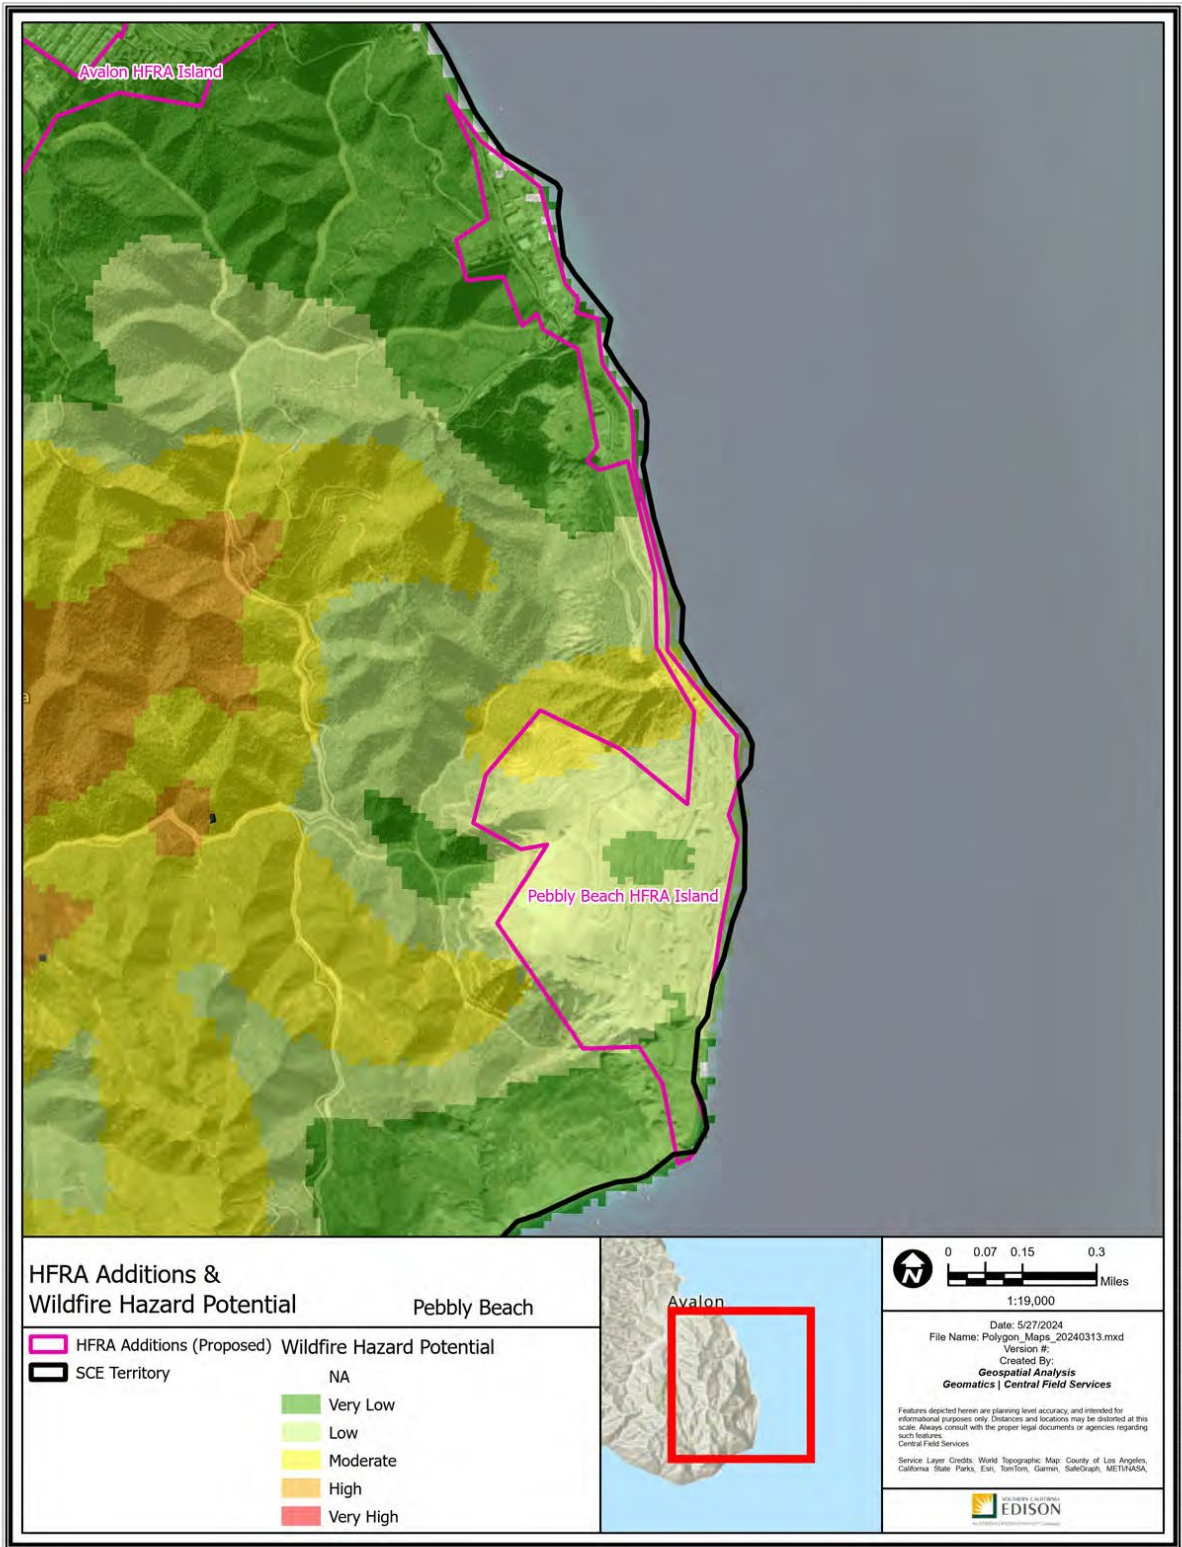 Avalon HFRA Island
a
Pebbly Beach HFRA Island
HFRA Additions &
Wildfire Hazard Potential
Pebbly Beach
HFRA Additions (Proposed)
SCE Territory
Wildfire Hazard Potential
NA
Very Low
Low
Moderate
High
Very High
Avalon
N
0 0.07 0.15 0.3
Miles
1:19,000
Date: 5/27/2024
File Name: Polygon_Maps_20240313.mxd
Version #:
Created By:
Geospatial Analysis
Geomatics | Central Field Services
Features depicted herein are planning level accuracy, and intended for
informational purposes only. Distances and locations may be distorted at this
scale. Always consult with the proper legal documents or agencies regarding
such features.
Central Field Services
Service Layer Credits: World Topographic Map: County of Los Angeles,
California State Parks, Esri, TomTom, Garmin, SafeGraph, METI/NASA,
SOUTHERN CALIFORNIA
EDISON